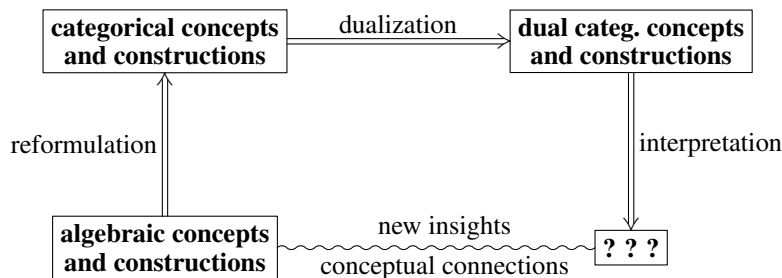 categorical concepts
and constructions
dualization
dual categ. concepts
and constructions
reformulation
interpretation
algebraic concepts
and constructions
new insights
conceptual connections
? ? ?